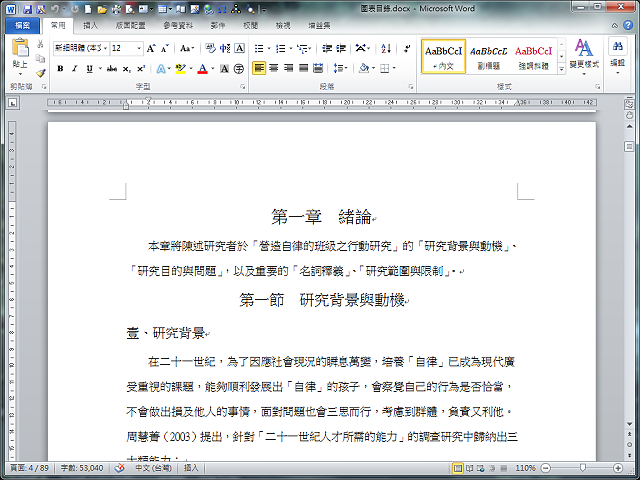 圖表目錄.docx - Microsoft Word
檔案 常用 插入 版面配置 參考資料 郵件 校閱 檢視 增益集
貼上
新細明體 (本文 12
AaBbCcI AaBbCcI AaBbCcI
內文 副標題 強調斜體
變更樣式 編輯
剪貼簿 字型 段落 樣式
第一章 緒論
本章將陳述研究者於「營造自律的班級之行動研究」的「研究背景與動機」、
「研究目的與問題」，以及重要的「名詞釋義」、「研究範圍與限制」。
第一節 研究背景與動機
壹、研究背景
在二十一世紀，為了因應社會現況的瞬息萬變，培養「自律」已成為現代廣
受重視的課題，能夠順利發展出「自律」的孩子，會察覺自己的行為是否恰當，
不會做出損及他人的事情，面對問題也會三思而行，考慮到群體，負責又利他。
周慧菁（2003）提出，針對「二十一世紀人才所需的能力」的調查研究中歸納出三
大類能力：
頁面: 4 / 89 字數: 53,040 中文 (台灣) 插入 110%